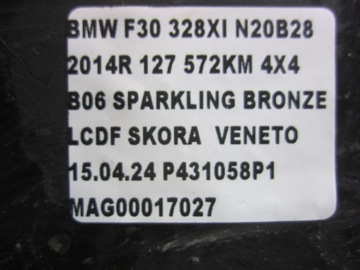 BMW F30 328XI N20B28
2014R 127 572KM 4X4
B06 SPARKLING BRONZE
LCDF SKORA VENETO
15.04.24 P431058P1
MAG00017027